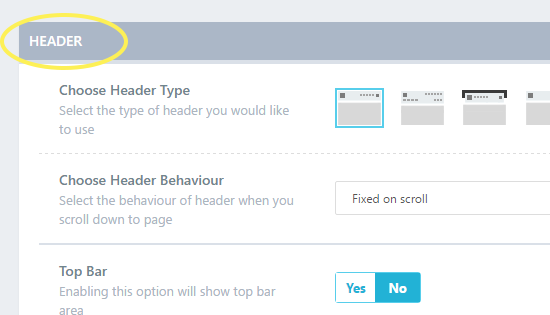 HEADER
Choose Header Type
Select the type of header you would like
to use
Choose Header Behaviour
Select the behaviour of header when you
scroll down to page
Fixed on scroll
Top Bar
Enabling this option will show top bar
area
Yes No